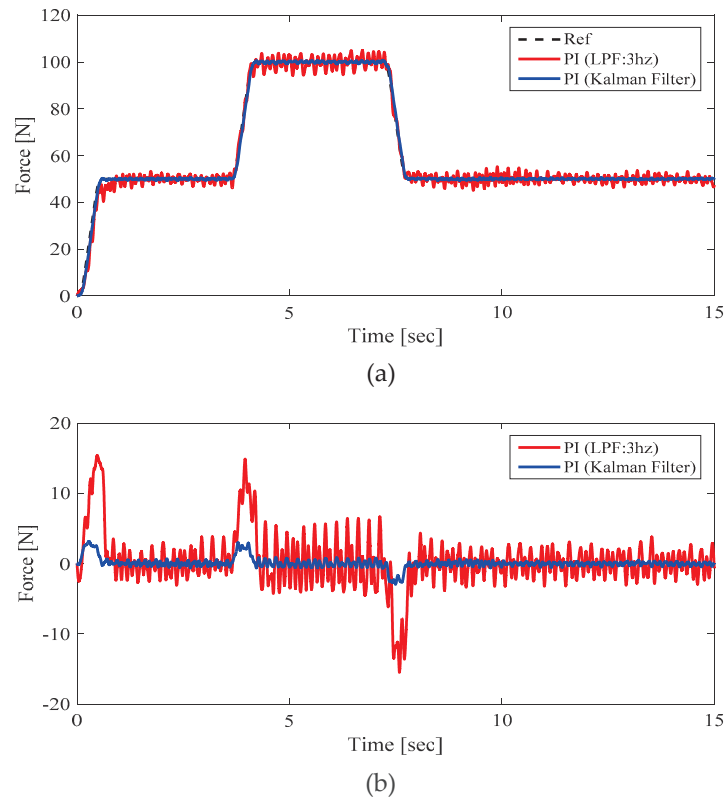 120
100
80
60
40
20
0
Force [N]
Ref
PI (LPF:3hz)
PI (Kalman Filter)
0
5
10
15
Time [sec]
(a)
20
10
0
-10
-20
Force [N]
PI (LPF:3hz)
PI (Kalman Filter)
0
5
10
15
Time [sec]
(b)